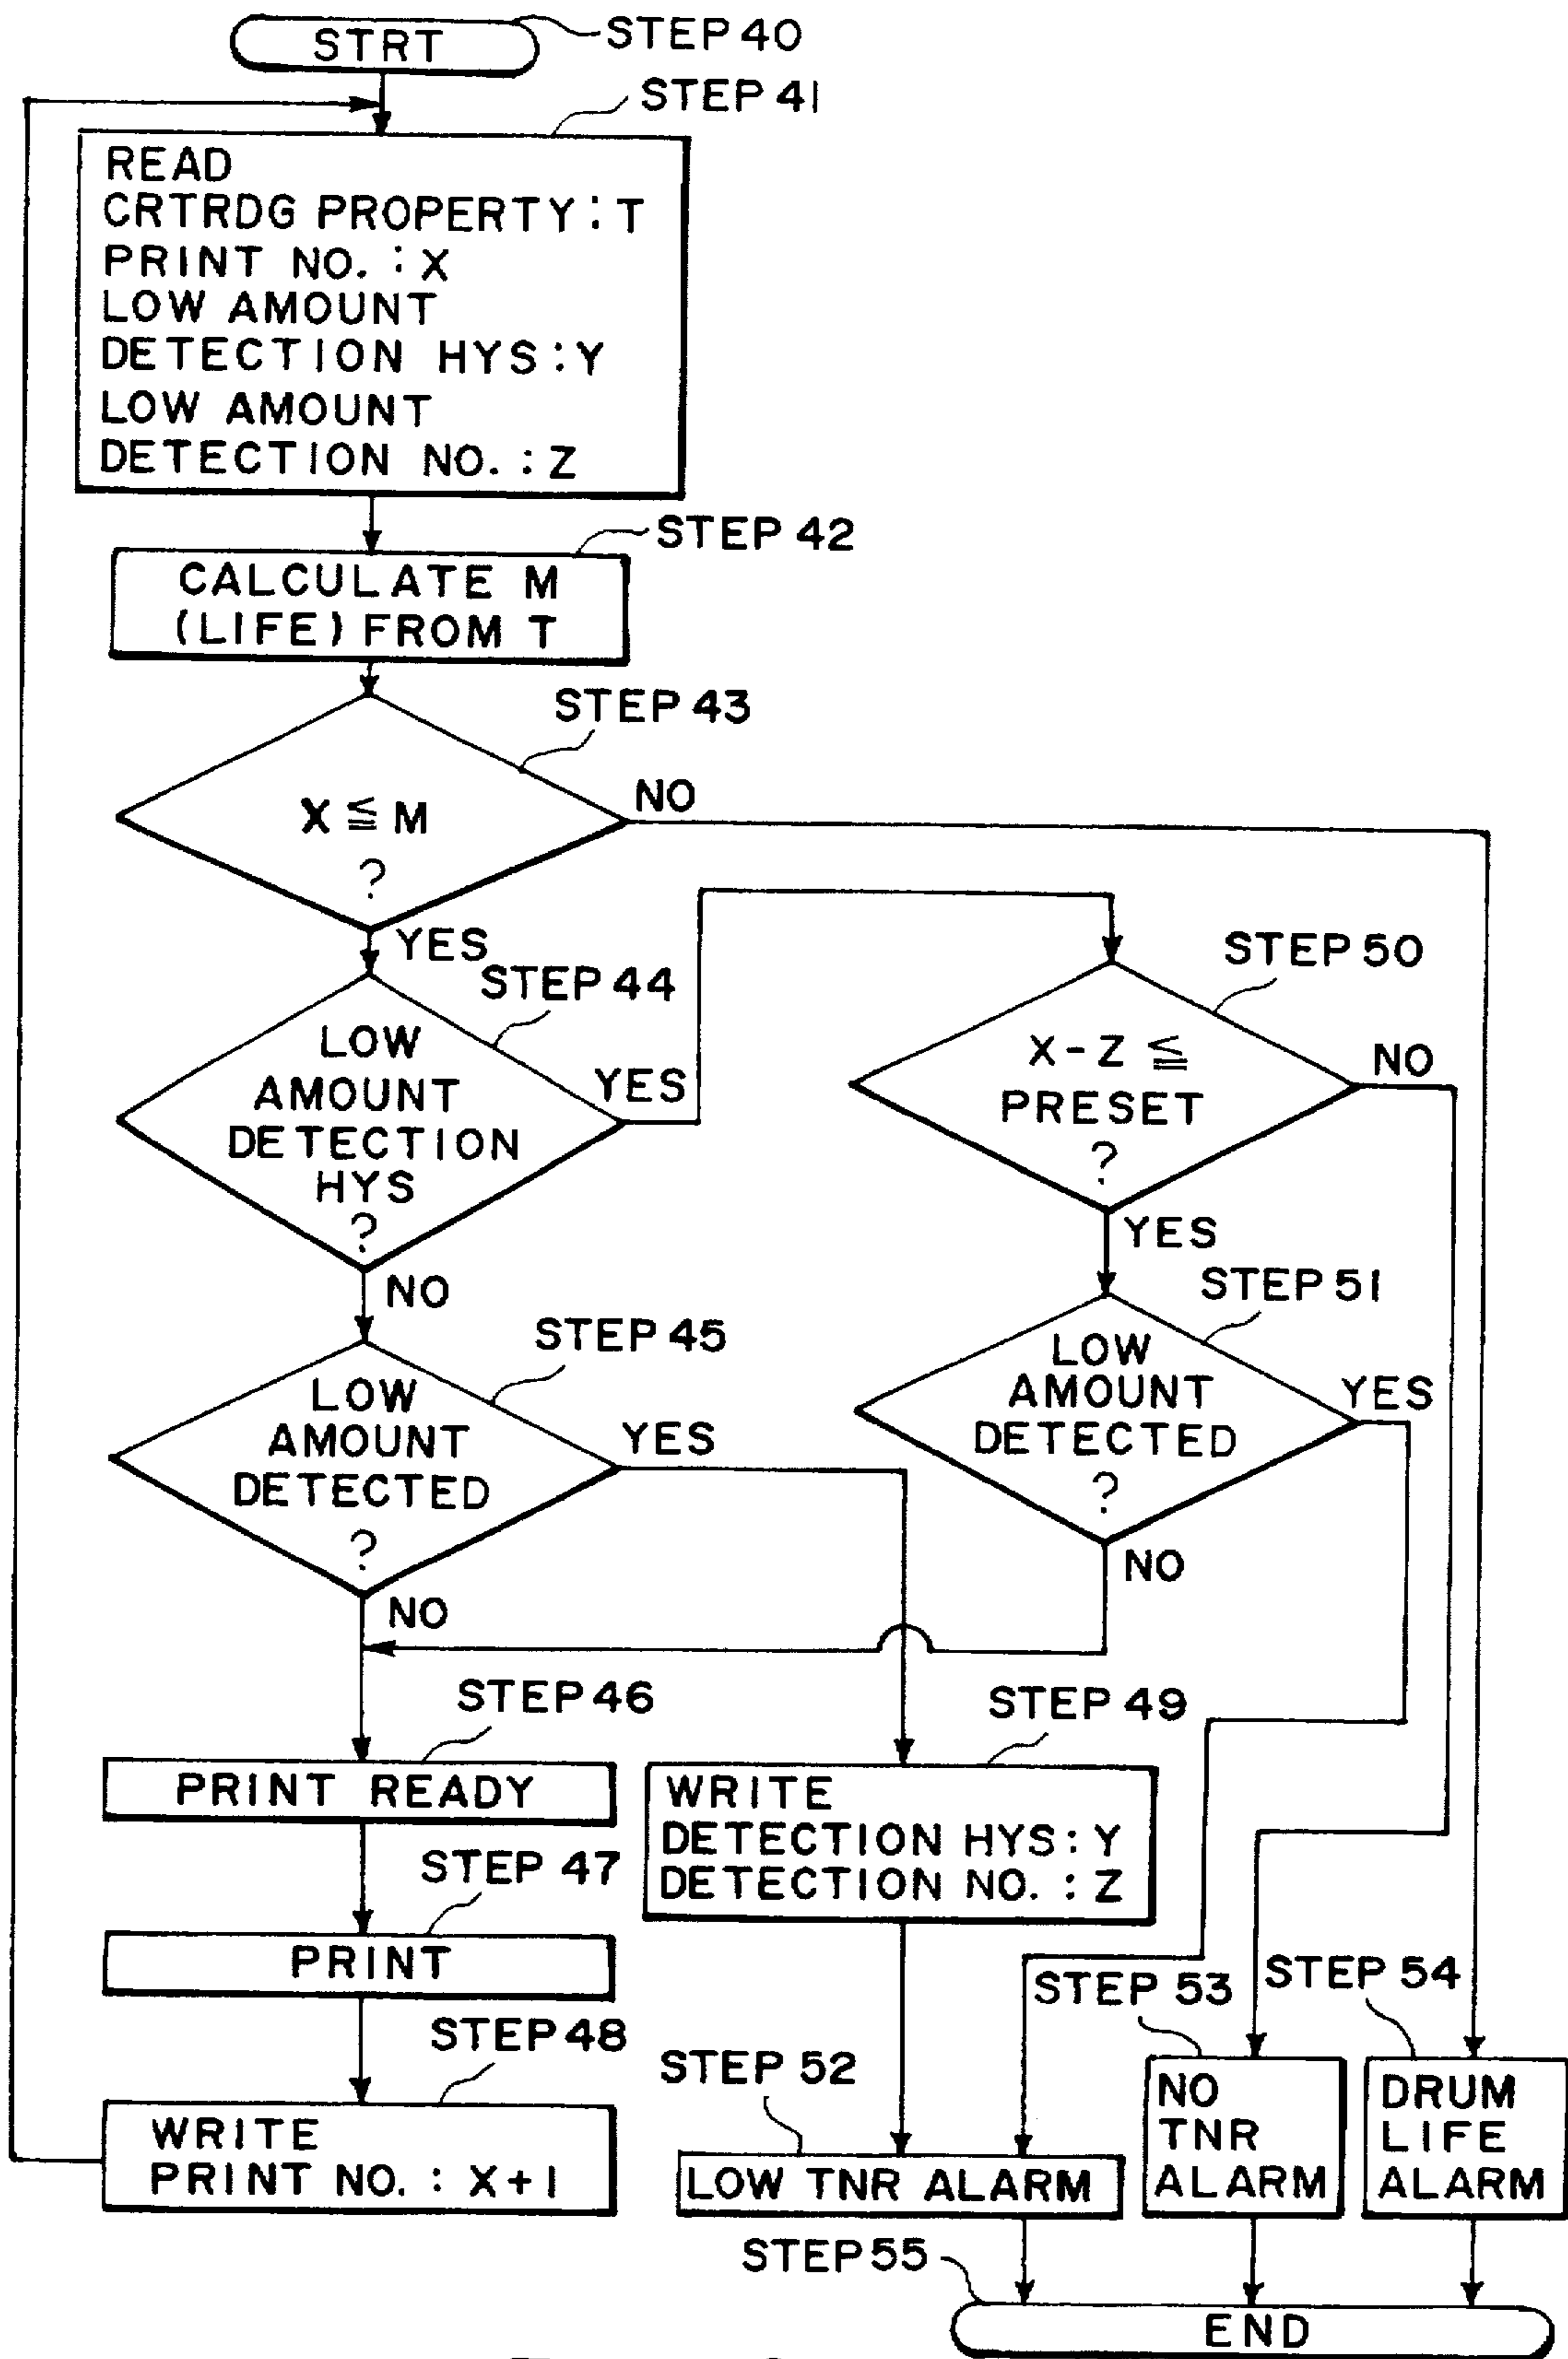 STRT
STEP 40
STEP 41
READ
CRTRDG PROPERTY : T
PRINT NO. : X
LOW AMOUNT
DETECTION HYS : Y
LOW AMOUNT
DETECTION NO. : Z
STEP 42
CALCULATE M
(LIFE) FROM T
STEP 43
X ≦ M
?
NO
YES
STEP 44
LOW
AMOUNT
DETECTION
HYS
?
YES
NO
STEP 50
X - Z ≦
PRESET
?
NO
YES
STEP 45
LOW
AMOUNT
DETECTED
?
YES
NO
STEP 51
LOW
AMOUNT
DETECTED
?
YES
NO
STEP 46
PRINT READY
STEP 47
PRINT
STEP 48
WRITE
PRINT NO. : X + 1
STEP 49
WRITE
DETECTION HYS : Y
DETECTION NO. : Z
STEP 52
LOW TNR ALARM
STEP 53
NO
TNR
ALARM
STEP 54
DRUM
LIFE
ALARM
STEP 55
END